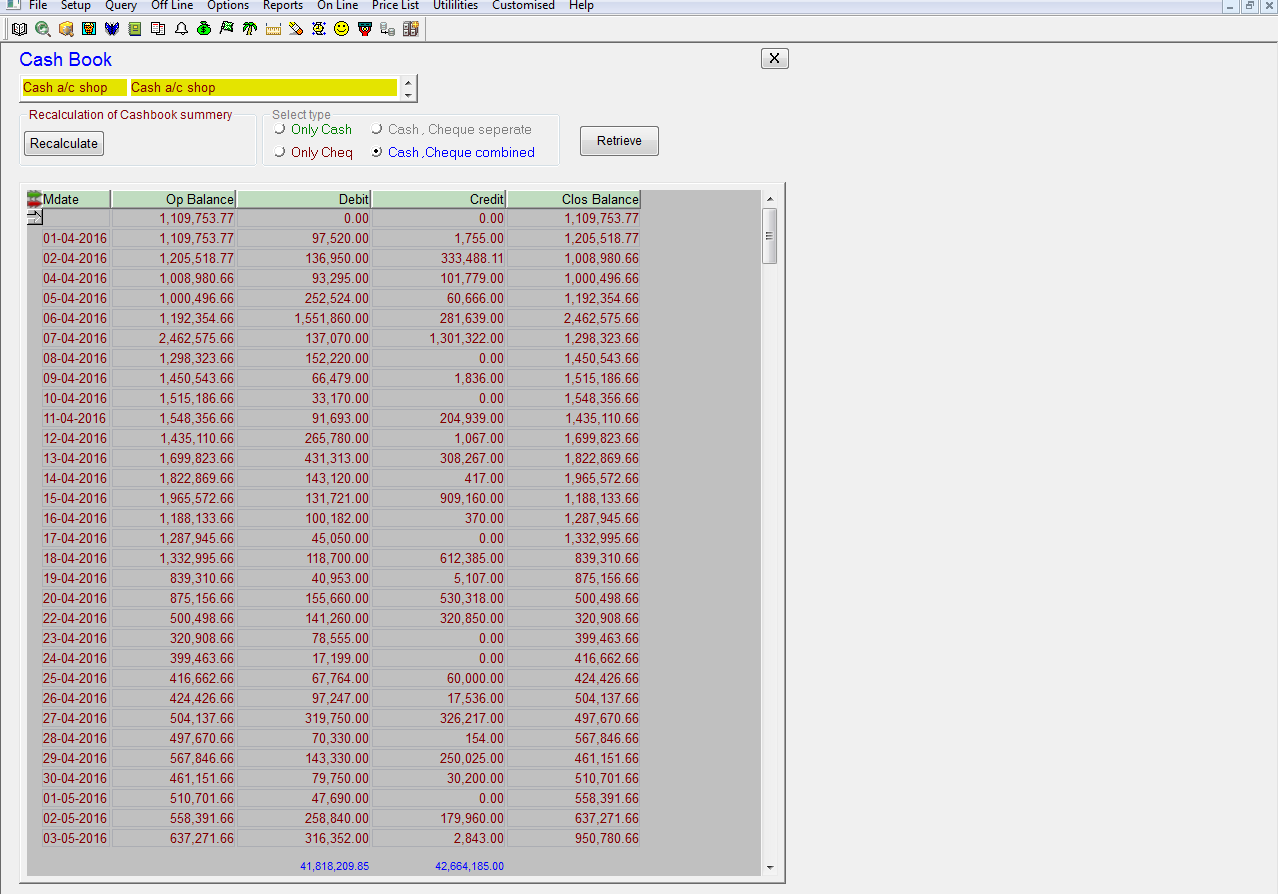 File Setup Query Off Line Options Reports On Line Price List Utilities Customised Help
Cash Book X
Cash a/c shop Cash a/c shop
Recalculation of Cashbook summery Select type
Only Cash Cash , Cheque seperate
Recalculate Retrieve
Only Cheq Cash ,Cheque combined
Mdate Op Balance Debit Credit Clos Balance
1,109,753.77 0.00 0.00 1,109,753.77
01-04-2016 1,109,753.77 97,520.00 1,755.00 1,205,518.77
02-04-2016 1,205,518.77 136,950.00 333,488.11 1,008,980.66
04-04-2016 1,008,980.66 93,295.00 101,779.00 1,000,496.66
05-04-2016 1,000,496.66 252,524.00 60,666.00 1,192,354.66
06-04-2016 1,192,354.66 1,551,860.00 281,639.00 2,462,575.66
07-04-2016 2,462,575.66 137,070.00 1,301,322.00 1,298,323.66
08-04-2016 1,298,323.66 152,220.00 0.00 1,450,543.66
09-04-2016 1,450,543.66 66,479.00 1,836.00 1,515,186.66
10-04-2016 1,515,186.66 33,170.00 0.00 1,548,356.66
11-04-2016 1,548,356.66 91,693.00 204,939.00 1,435,110.66
12-04-2016 1,435,110.66 265,780.00 1,067.00 1,699,823.66
13-04-2016 1,699,823.66 431,313.00 308,267.00 1,822,869.66
14-04-2016 1,822,869.66 143,120.00 417.00 1,965,572.66
15-04-2016 1,965,572.66 131,721.00 909,160.00 1,188,133.66
16-04-2016 1,188,133.66 100,182.00 370.00 1,287,945.66
17-04-2016 1,287,945.66 45,050.00 0.00 1,332,995.66
18-04-2016 1,332,995.66 118,700.00 612,385.00 839,310.66
19-04-2016 839,310.66 40,953.00 5,107.00 875,156.66
20-04-2016 875,156.66 155,660.00 530,318.00 500,498.66
22-04-2016 500,498.66 141,260.00 320,850.00 320,908.66
23-04-2016 320,908.66 78,555.00 0.00 399,463.66
24-04-2016 399,463.66 17,199.00 0.00 416,662.66
25-04-2016 416,662.66 67,764.00 60,000.00 424,426.66
26-04-2016 424,426.66 97,247.00 17,536.00 504,137.66
27-04-2016 504,137.66 319,750.00 326,217.00 497,670.66
28-04-2016 497,670.66 70,330.00 154.00 567,846.66
29-04-2016 567,846.66 143,330.00 250,025.00 461,151.66
30-04-2016 461,151.66 79,750.00 30,200.00 510,701.66
01-05-2016 510,701.66 47,690.00 0.00 558,391.66
02-05-2016 558,391.66 258,840.00 179,960.00 637,271.66
03-05-2016 637,271.66 316,352.00 2,843.00 950,780.66
41,818,209.85 42,664,185.00